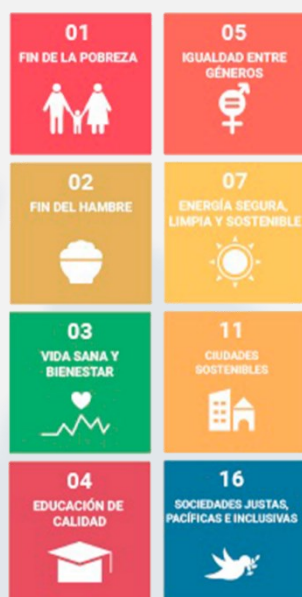 01
FIN DE LA POBREZA
05
IGUALDAD ENTRE
GÉNEROS
02
FIN DEL HAMBRE
07
ENERGÍA SEGURA,
LIMPIA Y SOSTENIBLE
03
VIDA SANA Y
BIENESTAR
11
CIUDADES
SOSTENIBLES
04
EDUCACIÓN DE
CALIDAD
16
SOCIEDADES JUSTAS,
PACÍFICAS E INCLUSIVAS